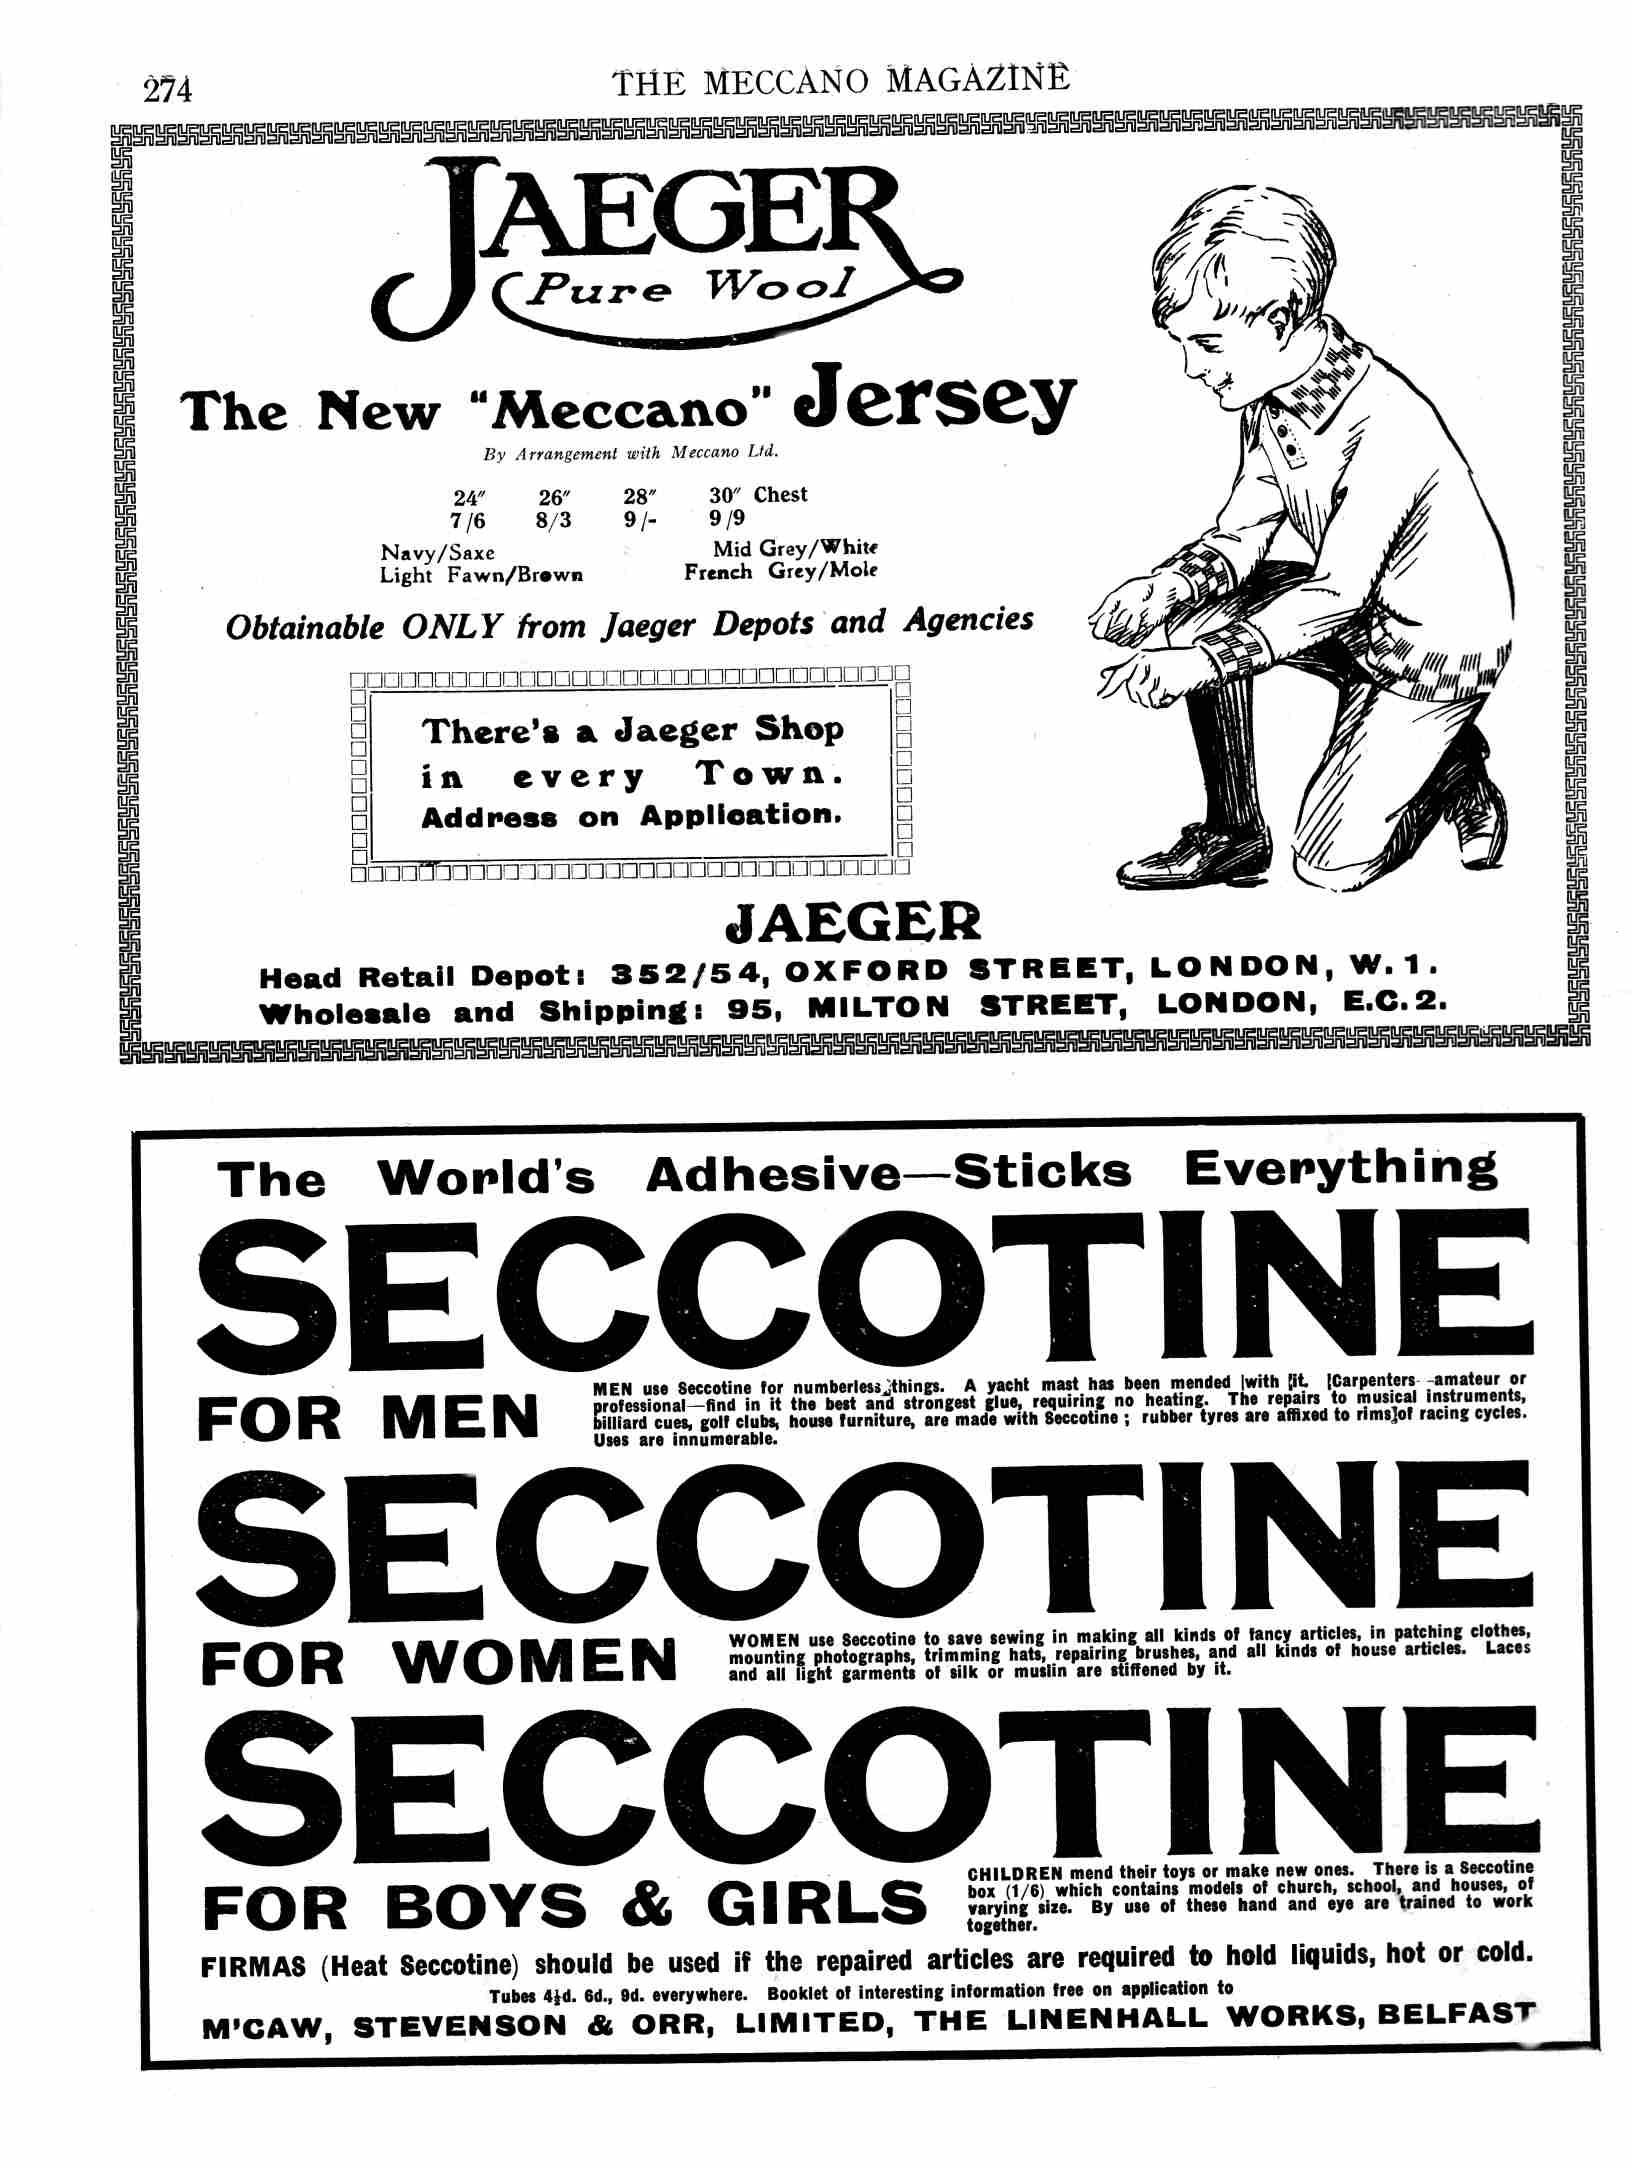 274
THE MECCANO MAGAZINE
JAEGER
Pure Wool
The New "Meccano" Jersey
By Arrangement with Meccano Ltd.
24" 26" 28" 30" Chest
7/6 8/3 9/- 9/9
Navy/Saxe Mid Grey/White
Light Fawn/Brown French Grey/Mole
Obtainable ONLY from Jaeger Depots and Agencies
There's a Jaeger Shop
in every Town.
Address on Application.
JAEGER
Head Retail Depot: 352/54, OXFORD STREET, LONDON, W.1.
Wholesale and Shipping: 95, MILTON STREET, LONDON, E.C.2.
The World's Adhesive—Sticks Everything
SECCOTINE
FOR MEN
MEN use Seccotine for numberless things. A yacht mast has been mended with it. Carpenters--amateur or
professional—find in it the best and strongest glue, requiring no heating. The repairs to musical instruments,
billiard cues, golf clubs, house furniture, are made with Seccotine; rubber tyres are affixed to rims of racing cycles.
Uses are innumerable.
SECCOTINE
FOR WOMEN
WOMEN use Seccotine to save sewing in making all kinds of fancy articles, in patching clothes,
mounting photographs, trimming hats, repairing brushes, and all kinds of house articles. Laces
and all light garments of silk or muslin are stiffened by it.
SECCOTINE
FOR BOYS & GIRLS
CHILDREN mend their toys or make new ones. There is a Seccotine
box (1/6) which contains models of church, school, and houses, of
varying size. By use of these hand and eye are trained to work
together.
FIRMAS (Heat Seccotine) should be used if the repaired articles are required to hold liquids, hot or cold.
Tubes 4½d. 6d., 9d. everywhere. Booklet of interesting information free on application to
M'CAW, STEVENSON & ORR, LIMITED, THE LINENHALL WORKS, BELFAST